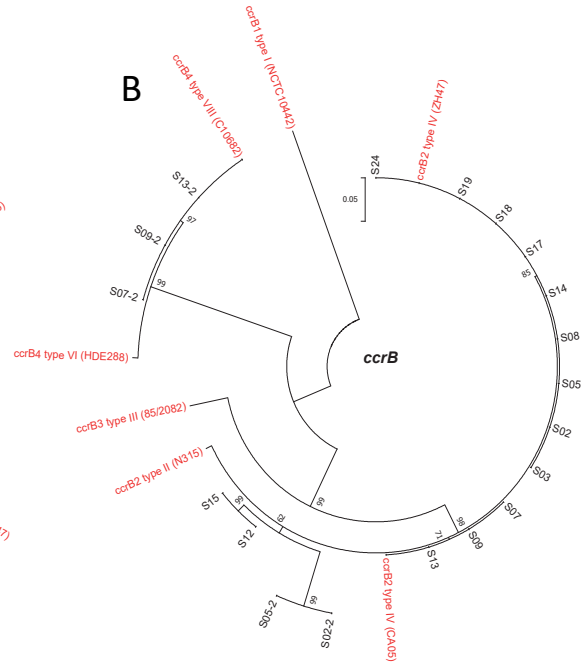 B
ccrB1 type I (NCTC10442)
ccrB4 type VIII (C10682)
S13-2
97
S09-2
S07-2
99
ccrB4 type VI (HDE288)
ccrB3 type III (85/2082)
ccrB2 type II (N315)
S15
99
S12
62
S05-2
99
S02-2
99
ccrB2 type IV (CA05)
S13
71
S09
98
S07
S03
S02
S05
S08
S14
85
S17
S18
S19
ccrB2 type IV (ZH47)
S24
0.05
ccrB